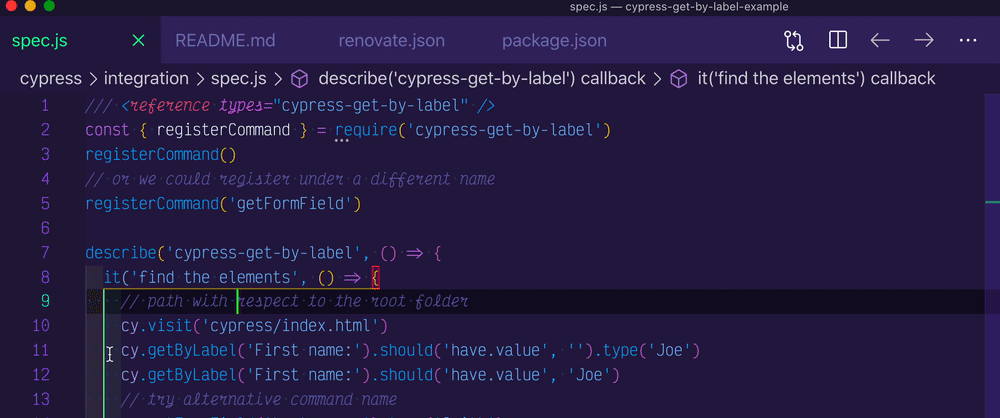 spec.js — cypress-get-by-label-example
spec.js README.md renovate.json package.json
cypress > integration > spec.js > describe('cypress-get-by-label') callback > it('find the elements') callback
1 /// <reference types="cypress-get-by-label" />
2 const { registerCommand } = require('cypress-get-by-label')
3 registerCommand()
4 // or we could register under a different name
5 registerCommand('getFormField')
6
7 describe('cypress-get-by-label', () => {
8 it('find the elements', () => {
9 // path with respect to the root folder
10 cy.visit('cypress/index.html')
11 cy.getByLabel('First name:').should('have.value', '').type('Joe')
12 cy.getByLabel('First name:').should('have.value', 'Joe')
13 // try alternative command name